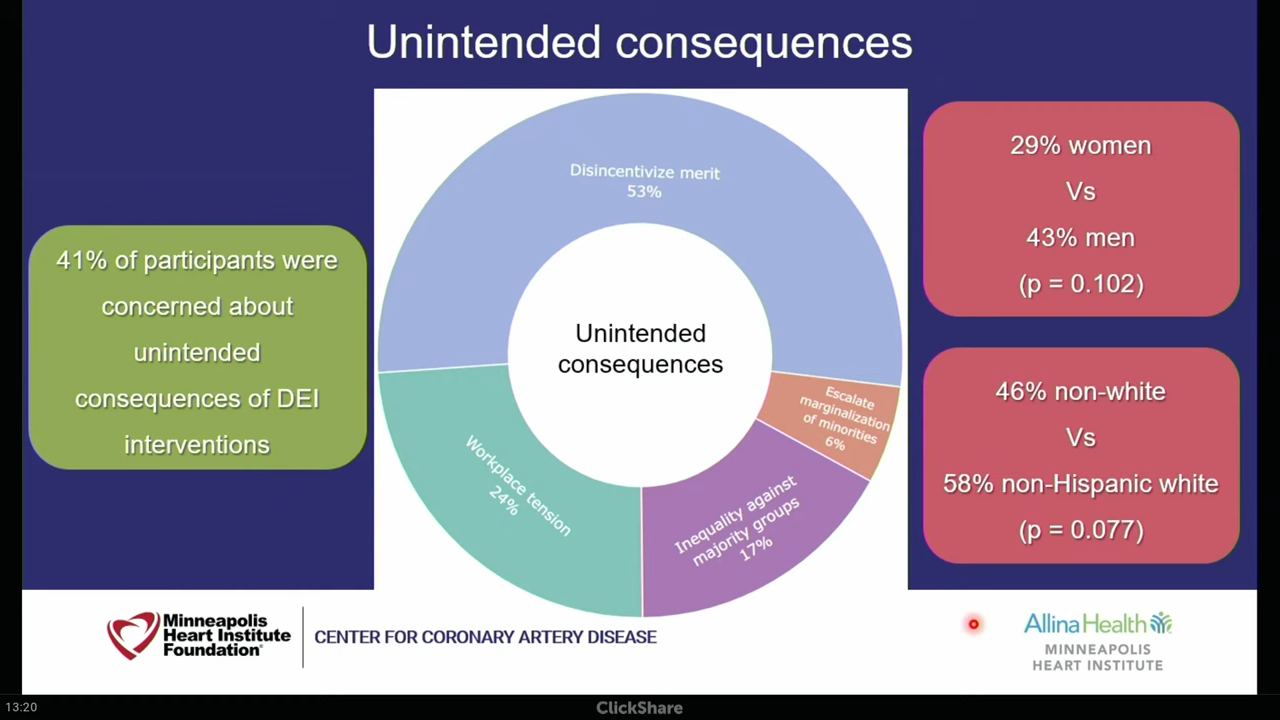 Unintended consequences
41% of participants were
concerned about
unintended
consequences of DEI
interventions
Disincentivize merit
53%
Unintended
consequences
Escalate
marginalization
of minorities
6%
Workplace tension
24%
Inequality against
majority groups
17%
29% women
Vs
43% men
(p = 0.102)
46% non-white
Vs
58% non-Hispanic white
(p = 0.077)
Minneapolis
Heart Institute
Foundation®
CENTER FOR CORONARY ARTERY DISEASE
AllinaHealth
MINNEAPOLIS
HEART INSTITUTE
13:20
ClickShare